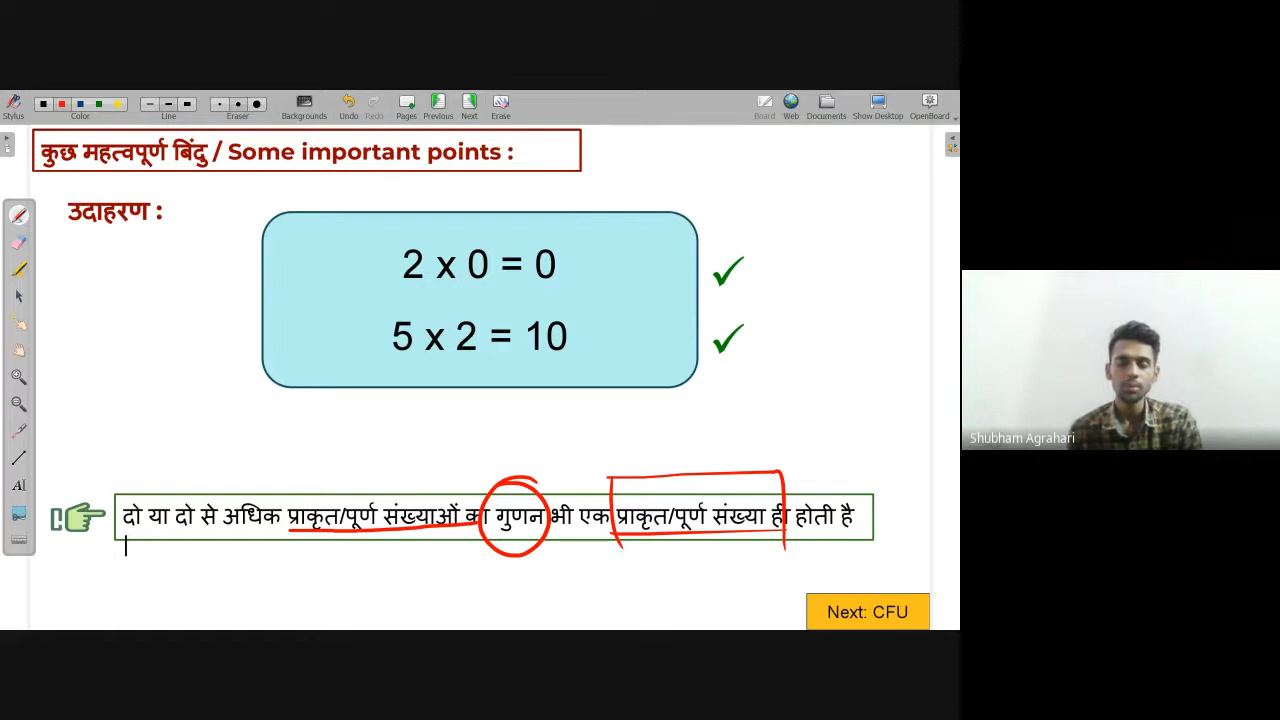 Stylus
Color
Line
Eraser
Backgrounds
Undo
Redo
Pages
Previous
Next
Erase
Board
Web
Documents
Show Desktop
OpenBoard
कुछ महत्वपूर्ण बिंदु / Some important points :
उदाहरण :
2 x 0 = 0
5 x 2 = 10
Shubham Agrahari
दो या दो से अधिक प्राकृत/पूर्ण संख्याओं का गुणन भी एक प्राकृत/पूर्ण संख्या ही होती है
|
Next: CFU